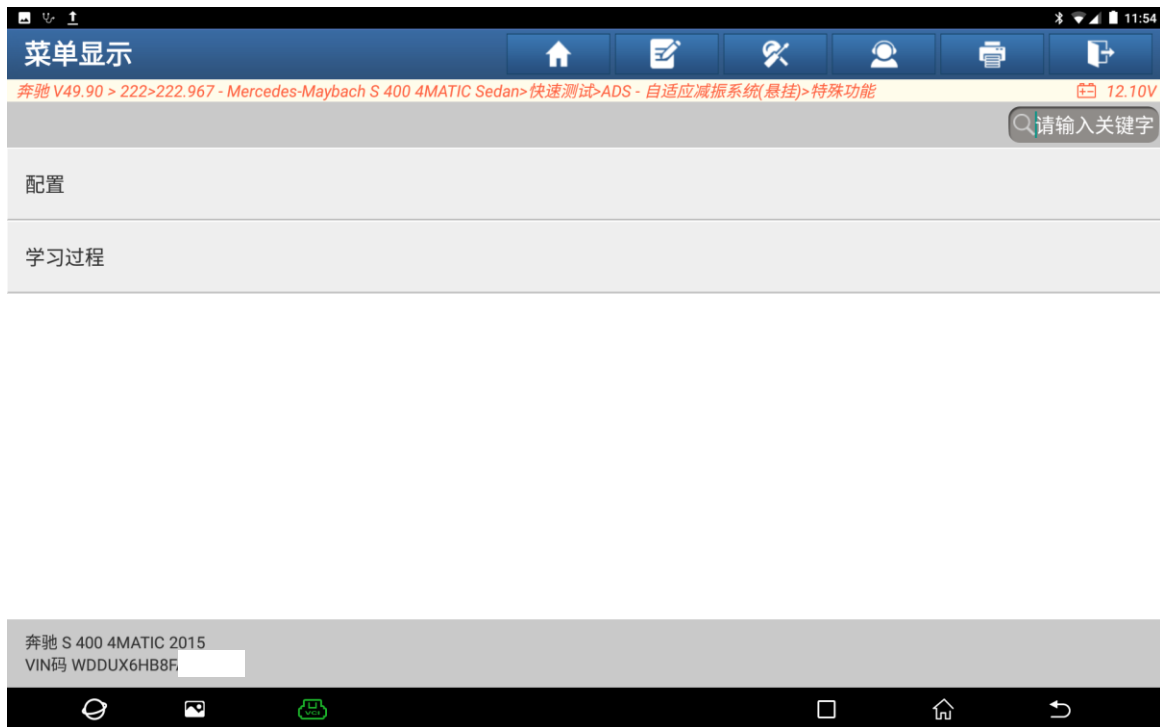 11:54
菜单显示
奔驰 V49.90 > 222>222.967 - Mercedes-Maybach S 400 4MATIC Sedan>快速测试>ADS - 自适应减振系统(悬挂)>特殊功能 12.10V
请输入关键字
配置
学习过程
奔驰 S 400 4MATIC 2015
VIN码 WDDUX6HB8F
VCI